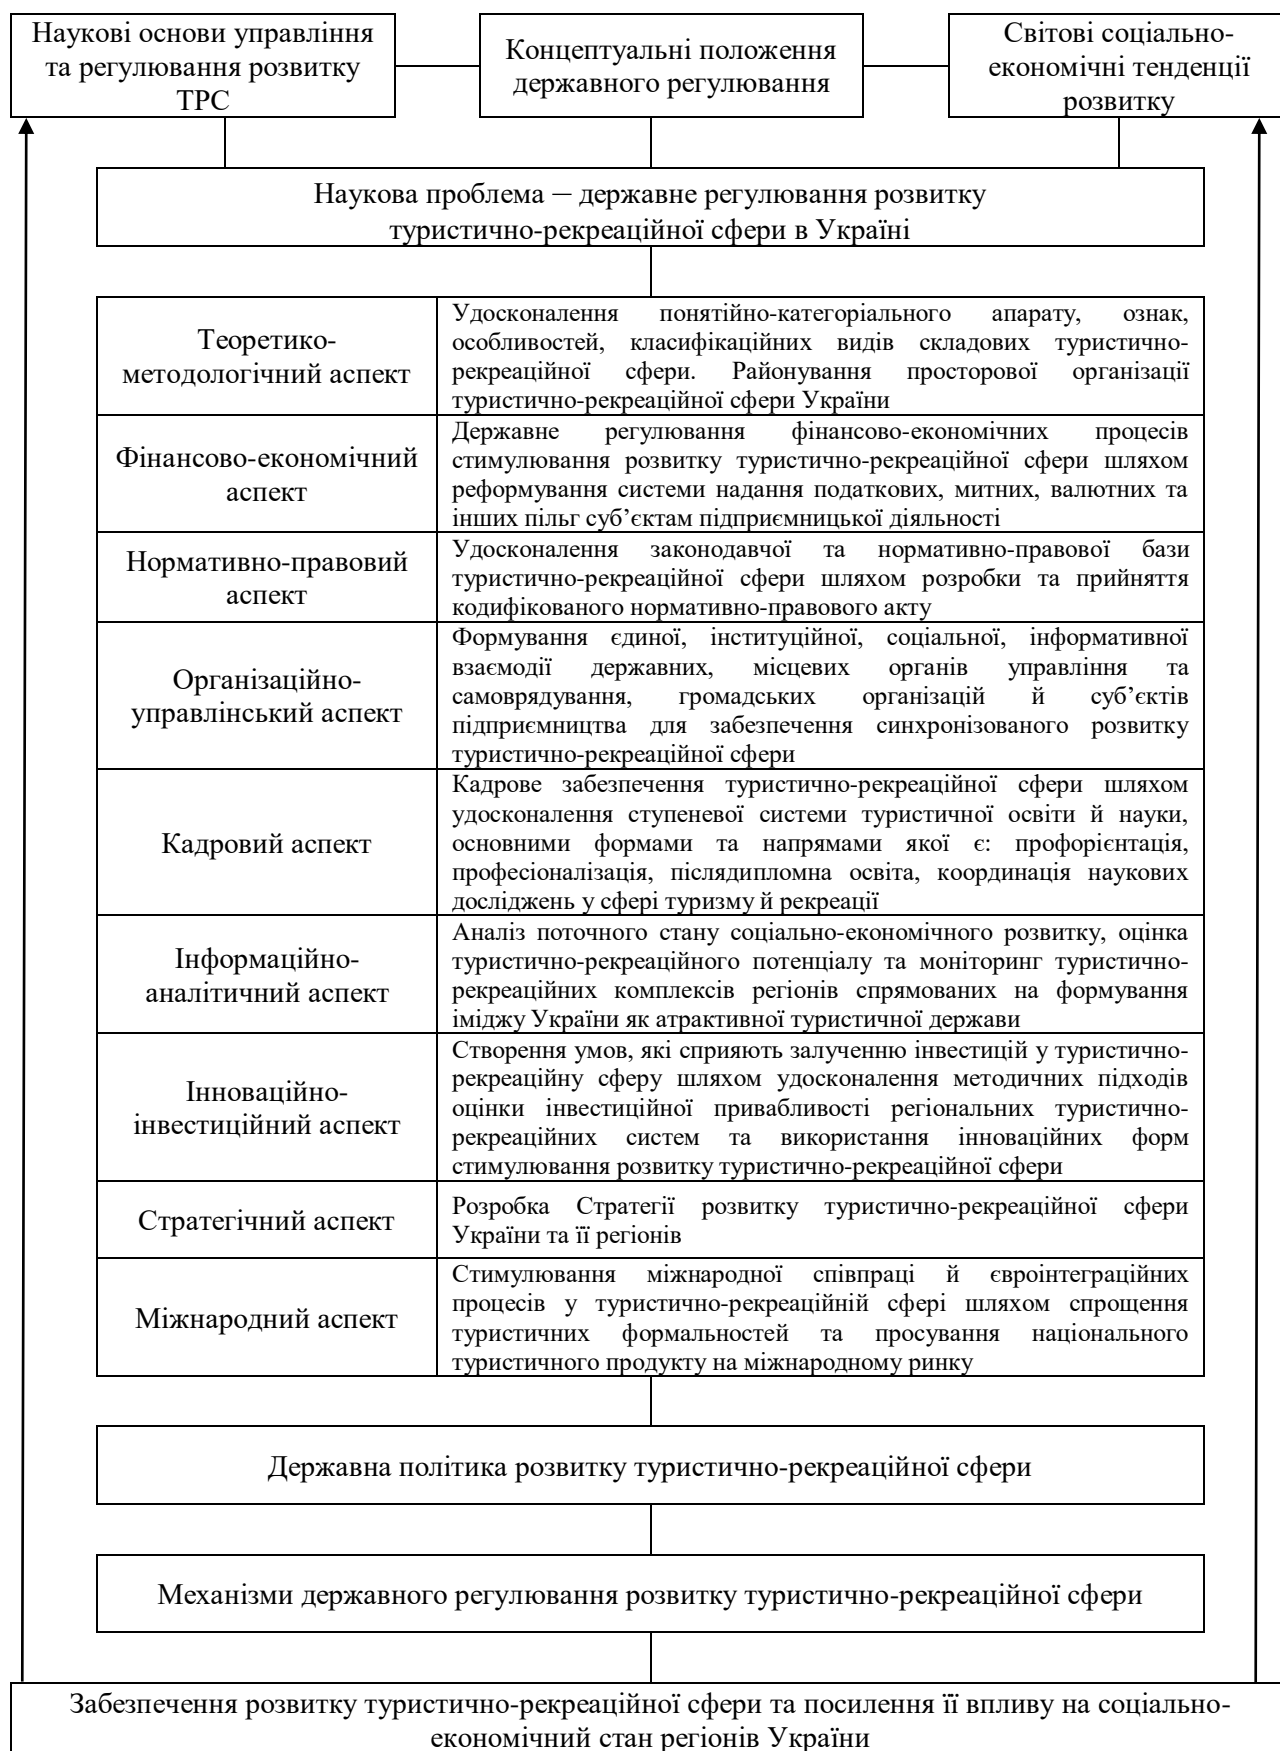 Наукові основи управління
та регулювання розвитку
ТРС
Концептуальні положення
державного регулювання
Світові соціально-
економічні тенденції
розвитку
Наукова проблема — державне регулювання розвитку
туристично-рекреаційної сфери в Україні
Теоретико-
методологічний аспект
Удосконалення понятійно-категоріального апарату, ознак,
особливостей, класифікаційних видів складових туристично-
рекреаційної сфери. Районування просторової організації
туристично-рекреаційної сфери України
Фінансово-економічний
аспект
Державне регулювання фінансово-економічних процесів
стимулювання розвитку туристично-рекреаційної сфери шляхом
реформування системи надання податкових, митних, валютних та
інших пільг суб’єктам підприємницької діяльності
Нормативно-правовий
аспект
Удосконалення законодавчої та нормативно-правової бази
туристично-рекреаційної сфери шляхом розробки та прийняття
кодифікованого нормативно-правового акту
Організаційно-
управлінський аспект
Формування єдиної, інституційної, соціальної, інформативної
взаємодії державних, місцевих органів управління та
самоврядування, громадських організацій й суб’єктів
підприємництва для забезпечення синхронізованого розвитку
туристично-рекреаційної сфери
Кадровий аспект
Кадрове забезпечення туристично-рекреаційної сфери шляхом
удосконалення ступеневої системи туристичної освіти й науки,
основними формами та напрямами якої є: профорієнтація,
професіоналізація, післядипломна освіта, координація наукових
досліджень у сфері туризму й рекреації
Інформаційно-
аналітичний аспект
Аналіз поточного стану соціально-економічного розвитку, оцінка
туристично-рекреаційного потенціалу та моніторинг туристично-
рекреаційних комплексів регіонів спрямованих на формування
іміджу України як атрактивної туристичної держави
Інноваційно-
інвестиційний аспект
Створення умов, які сприяють залученню інвестицій у туристично-
рекреаційну сферу шляхом удосконалення методичних підходів
оцінки інвестиційної привабливості регіональних туристично-
рекреаційних систем та використання інноваційних форм
стимулювання розвитку туристично-рекреаційної сфери
Стратегічний аспект
Розробка Стратегії розвитку туристично-рекреаційної сфери
України та її регіонів
Міжнародний аспект
Стимулювання міжнародної співпраці й євроінтеграційних
процесів у туристично-рекреаційній сфері шляхом спрощення
туристичних формальностей та просування національного
туристичного продукту на міжнародному ринку
Державна політика розвитку туристично-рекреаційної сфери
Механізми державного регулювання розвитку туристично-рекреаційної сфери
Забезпечення розвитку туристично-рекреаційної сфери та посилення її впливу на соціально-
економічний стан регіонів України